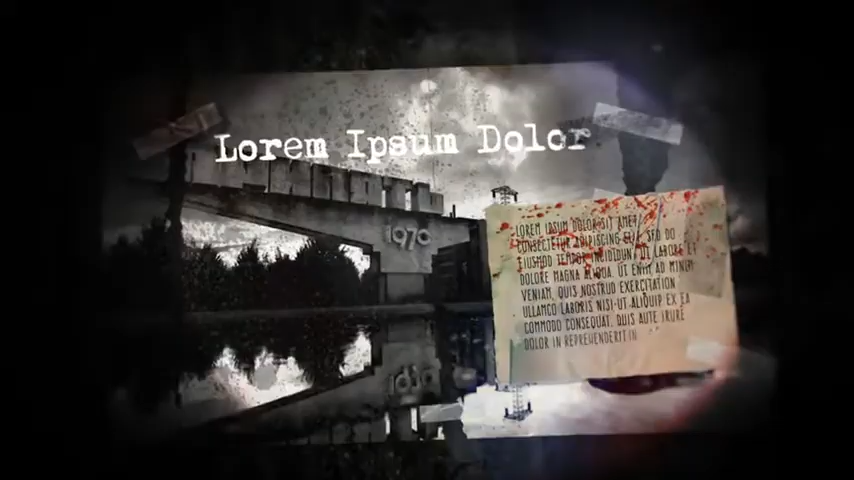 Lorem Ipsum Dolor
1970
LOREM IPSUM DOLOR SIT AMET,
CONSECTETUR ADIPISCING ELIT, SED DO
EIUSMOD TEMPOR INCIDIDUNT UT LABORE ET
DOLORE MAGNA ALIQUA. UT ENIM AD MINIM
VENIAM, QUIS NOSTRUD EXERCITATION
ULLAMCO LABORIS NISI UT ALIQUIP EX EA
COMMODO CONSEQUAT. DUIS AUTE IRURE
DOLOR IN REPREHENDERIT IN